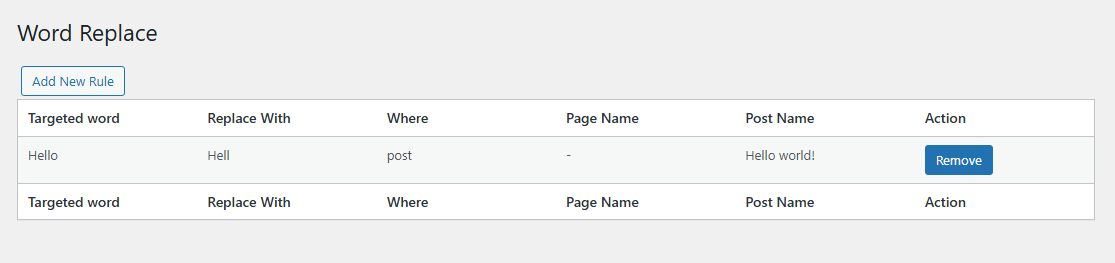 Word Replace
Add New Rule
Targeted word Replace With Where Page Name Post Name Action
Hello Hell post - Hello world! Remove
Targeted word Replace With Where Page Name Post Name Action